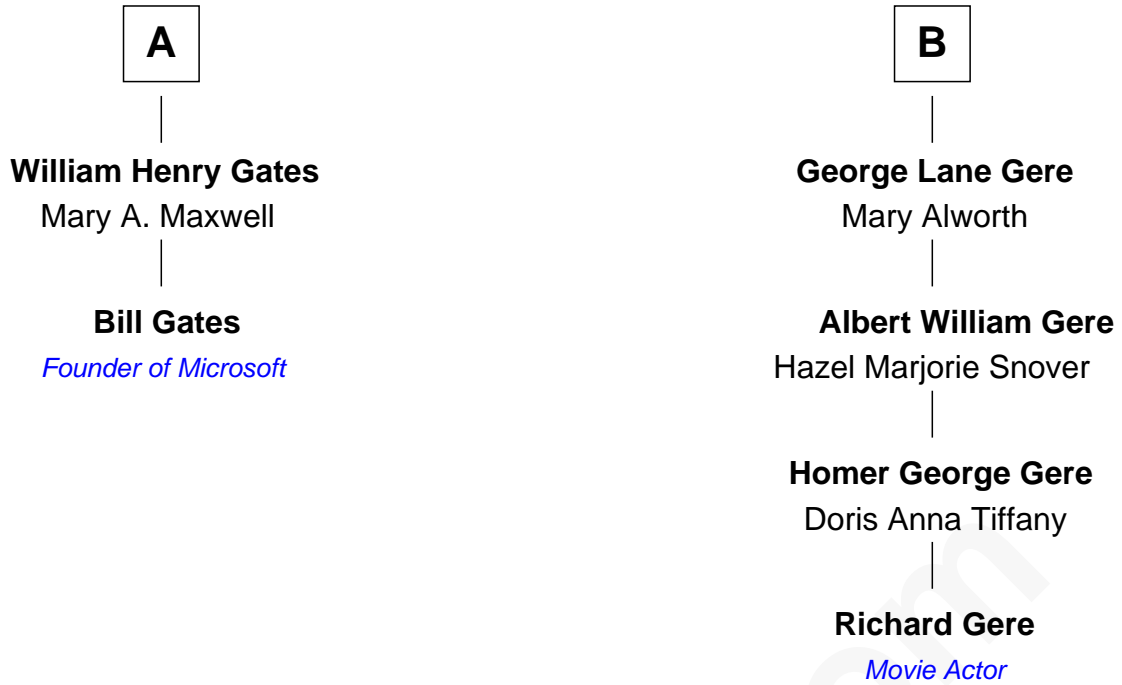 A
William Henry Gates
Mary A. Maxwell
Bill Gates
Founder of Microsoft
B
George Lane Gere
Mary Alworth
Albert William Gere
Hazel Marjorie Snover
Homer George Gere
Doris Anna Tiffany
Richard Gere
Movie Actor